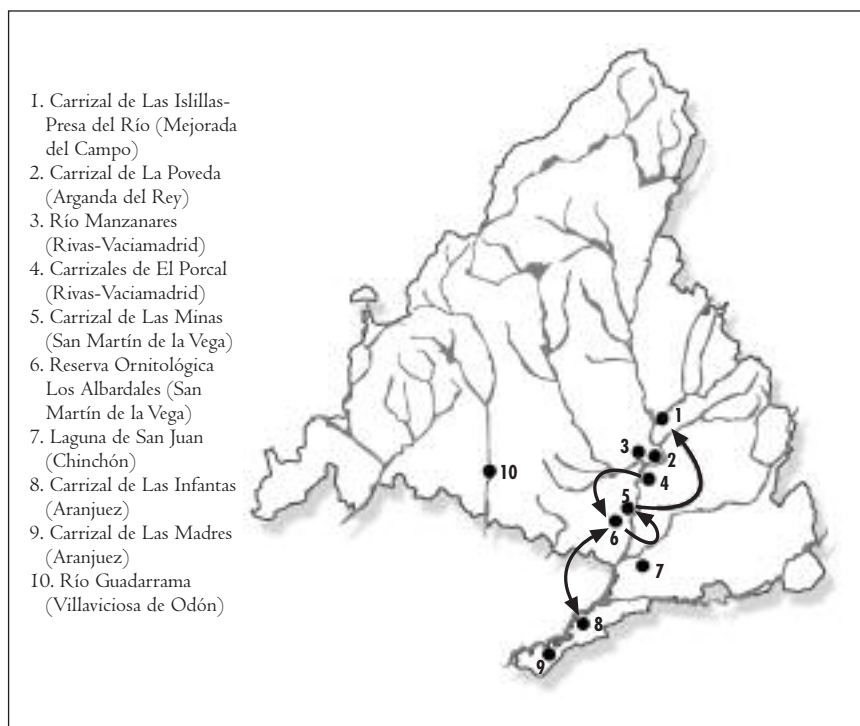 1. Carrizal de Las Islillas-
Presa del Río (Mejorada
del Campo)
2. Carrizal de La Poveda
(Arganda del Rey)
3. Río Manzanares
(Rivas-Vaciamadrid)
4. Carrizales de El Porcal
(Rivas-Vaciamadrid)
5. Carrizal de Las Minas
(San Martín de la Vega)
6. Reserva Ornitológica
Los Albardales (San
Martín de la Vega)
7. Laguna de San Juan
(Chinchón)
8. Carrizal de Las Infantas
(Aranjuez)
9. Carrizal de Las Madres
(Aranjuez)
10. Río Guadarrama
(Villaviciosa de Odón)
1
3
2
10
4
5
6
7
8
9